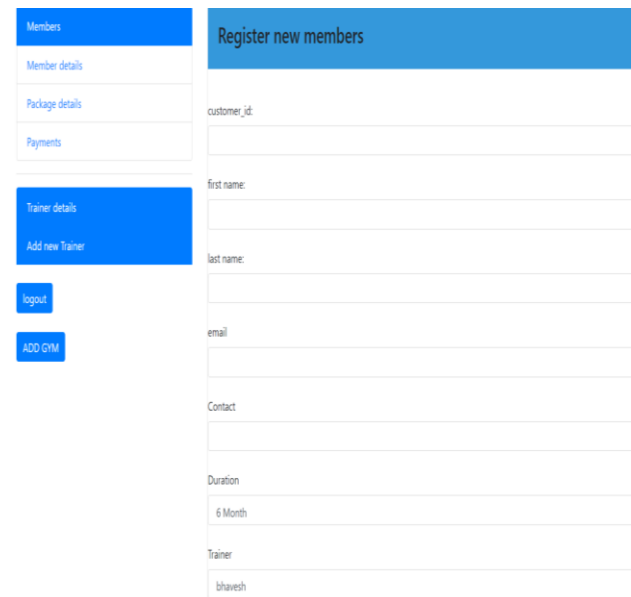 Members
Member details
Package details
Payments
Trainer details
Add new Trainer
logout
ADD GYM
Register new members
customer_id:
first name:
last name:
email
Contact
Duration
6 Month
Trainer
bhavesh